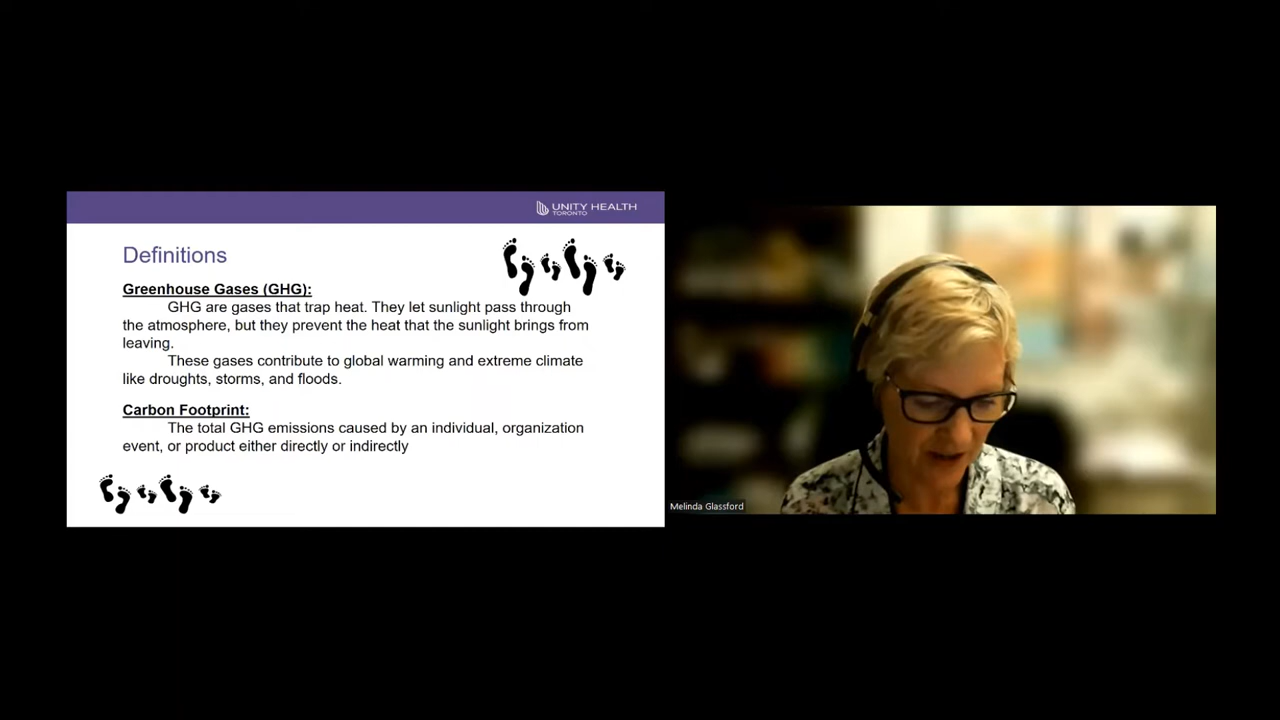 UNITY HEALTH
TORONTO
Definitions
Greenhouse Gases (GHG):
GHG are gases that trap heat. They let sunlight pass through
the atmosphere, but they prevent the heat that the sunlight brings from
leaving.
These gases contribute to global warming and extreme climate
like droughts, storms, and floods.
Carbon Footprint:
The total GHG emissions caused by an individual, organization
event, or product either directly or indirectly
Melinda Glassford